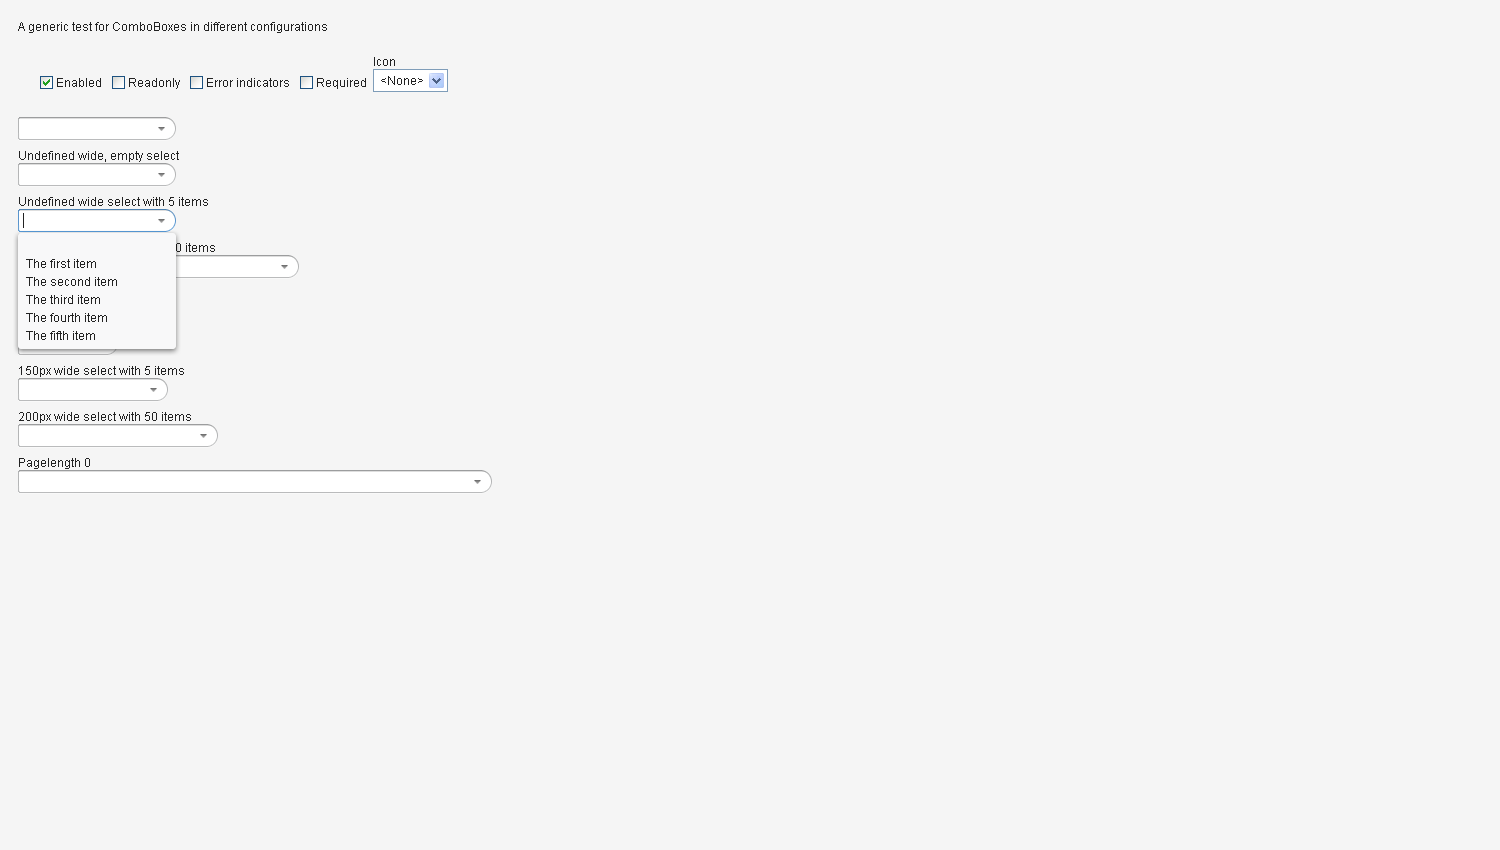 A generic test for ComboBoxes in different configurations
Icon
Enabled Readonly Error indicators Required <None>
Undefined wide, empty select
Undefined wide select with 5 items
0 items
The first item
The second item
The third item
The fourth item
The fifth item
150px wide select with 5 items
200px wide select with 50 items
Pagelength 0